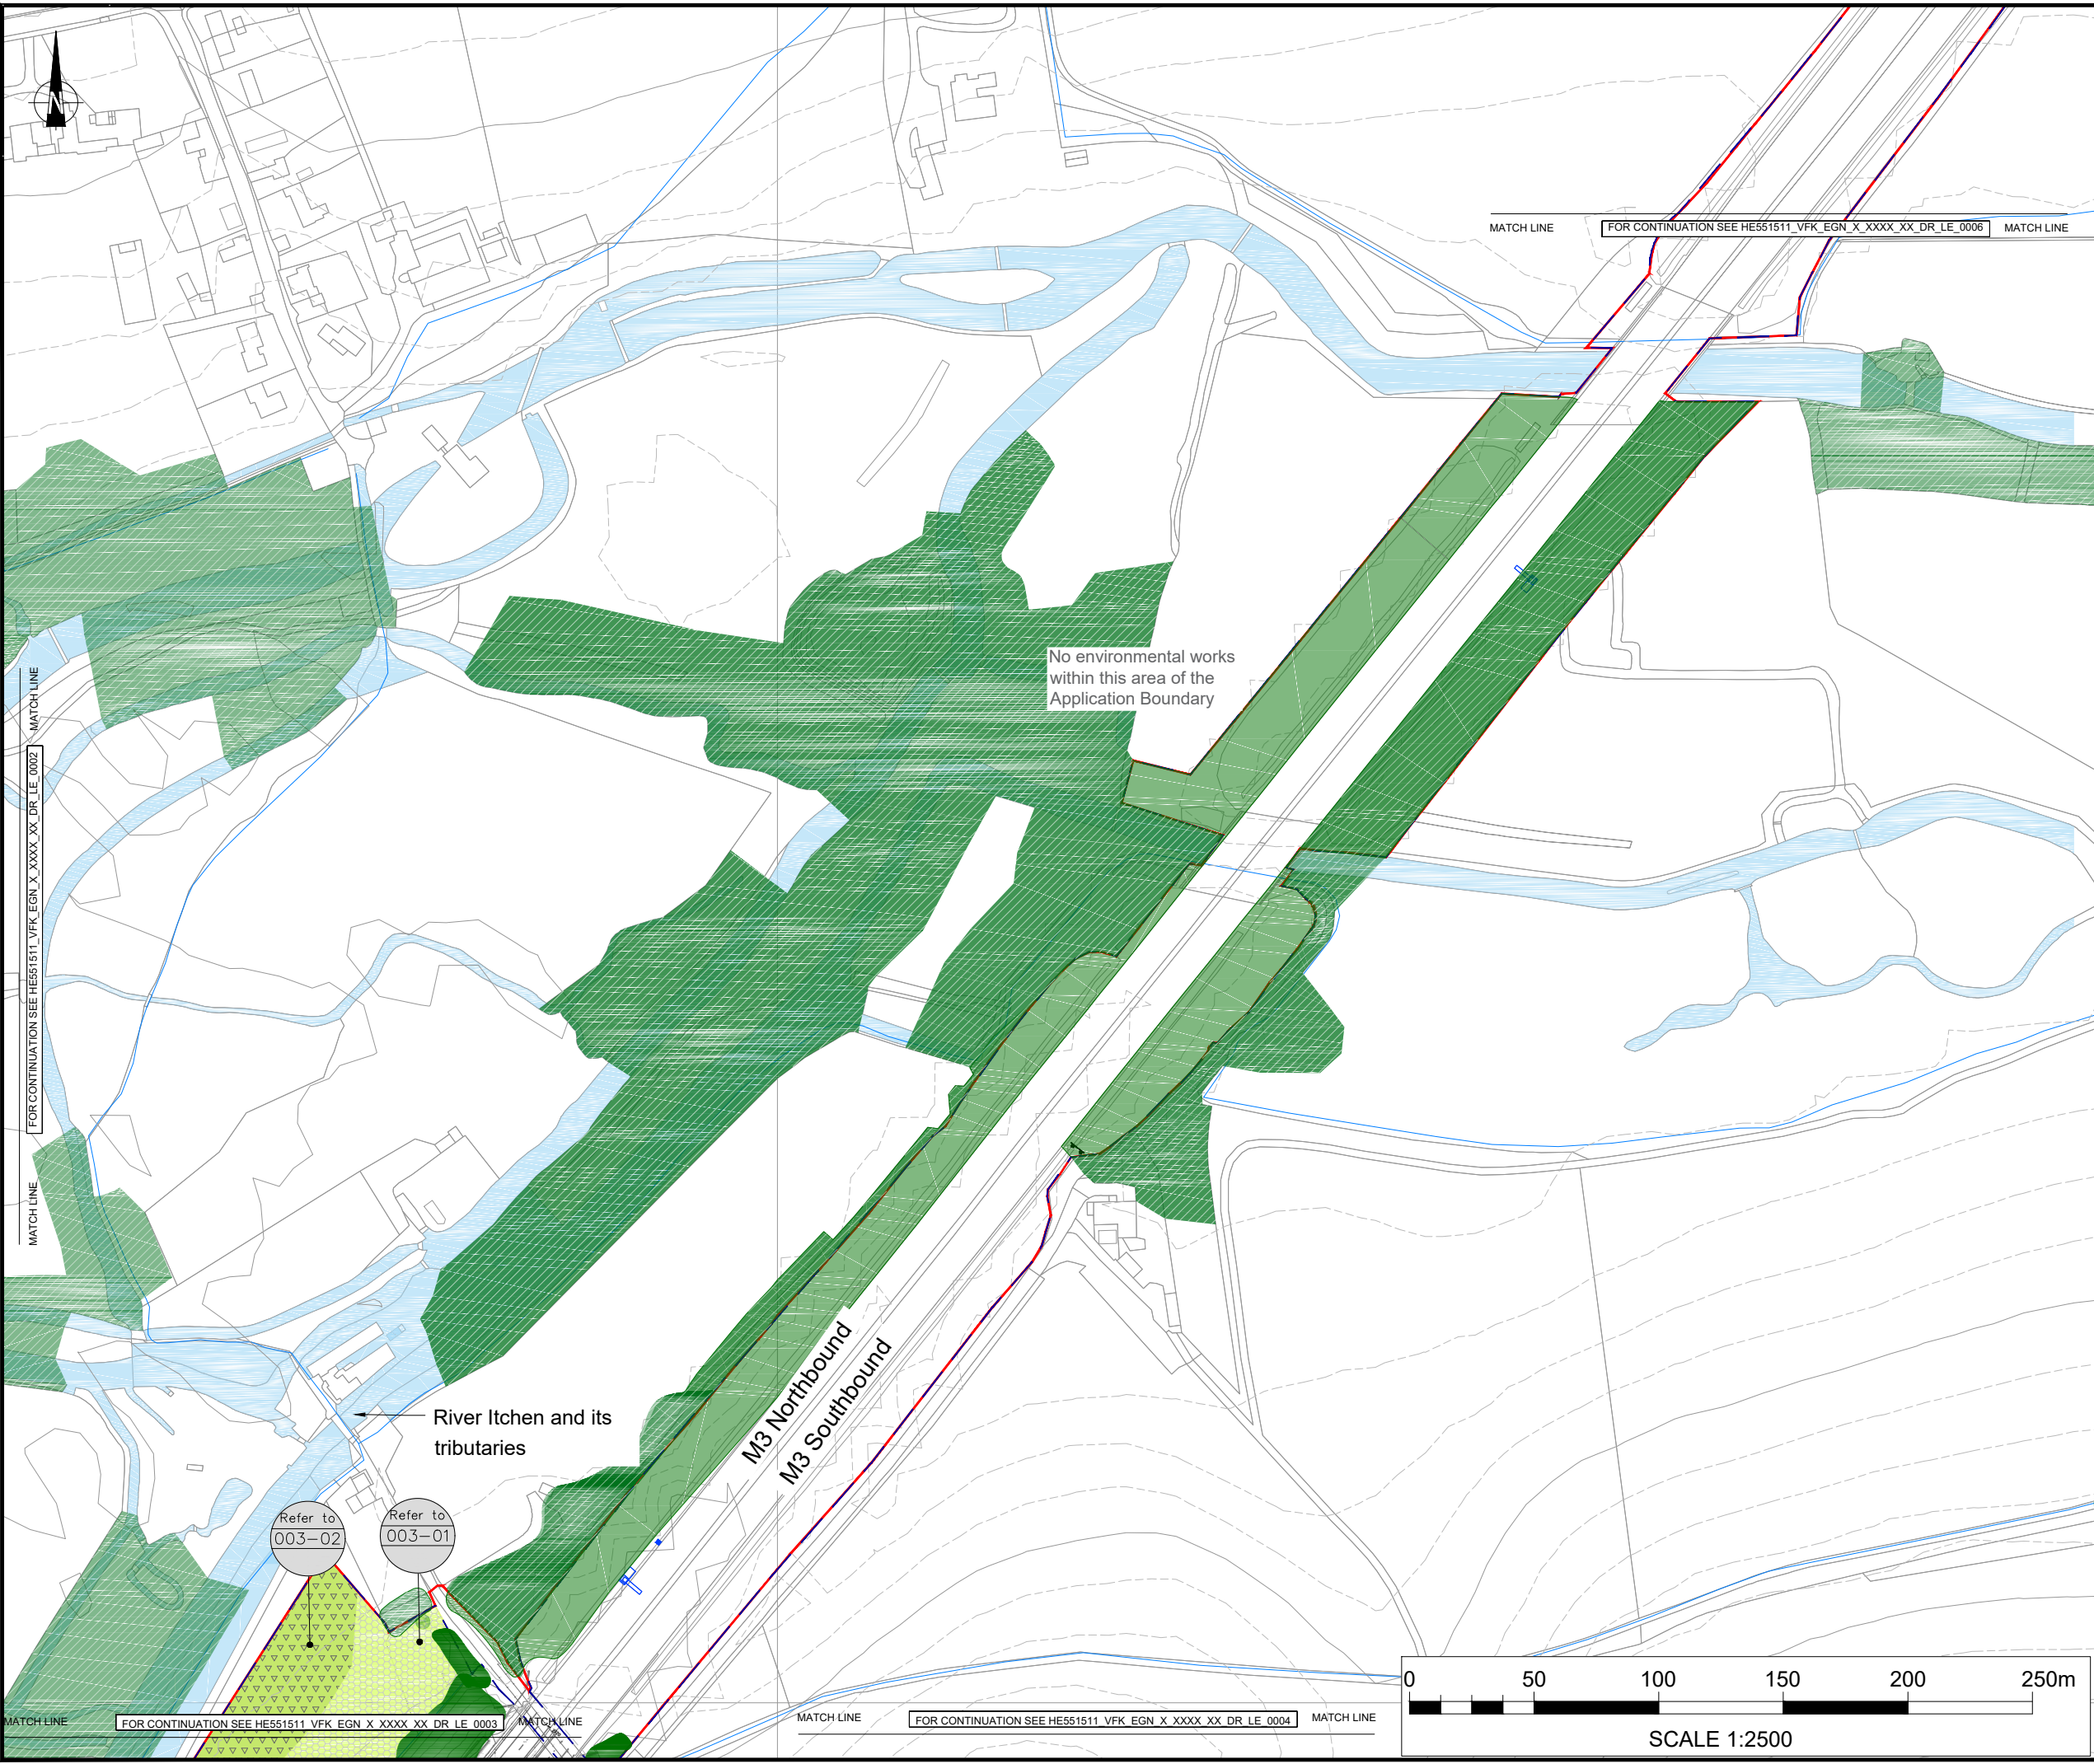 N
MATCH LINE
FOR CONTINUATION SEE HE551511_VFK_EGN_X_XXXX_XX_DR_LE_0006
MATCH LINE
No environmental works
within this area of the
Application Boundary
MATCH LINE
FOR CONTINUATION SEE HE551511_VFK_EGN_X_XXXX_XX_DR_LE_0002
MATCH LINE
M3 Northbound
M3 Southbound
River Itchen and its
tributaries
Refer to
003-02
Refer to
003-01
MATCH LINE
FOR CONTINUATION SEE HE551511_VFK_EGN_X_XXXX_XX_DR_LE_0003
MATCH LINE
MATCH LINE
FOR CONTINUATION SEE HE551511_VFK_EGN_X_XXXX_XX_DR_LE_0004
MATCH LINE
0 50 100 150 200 250m
SCALE 1:2500